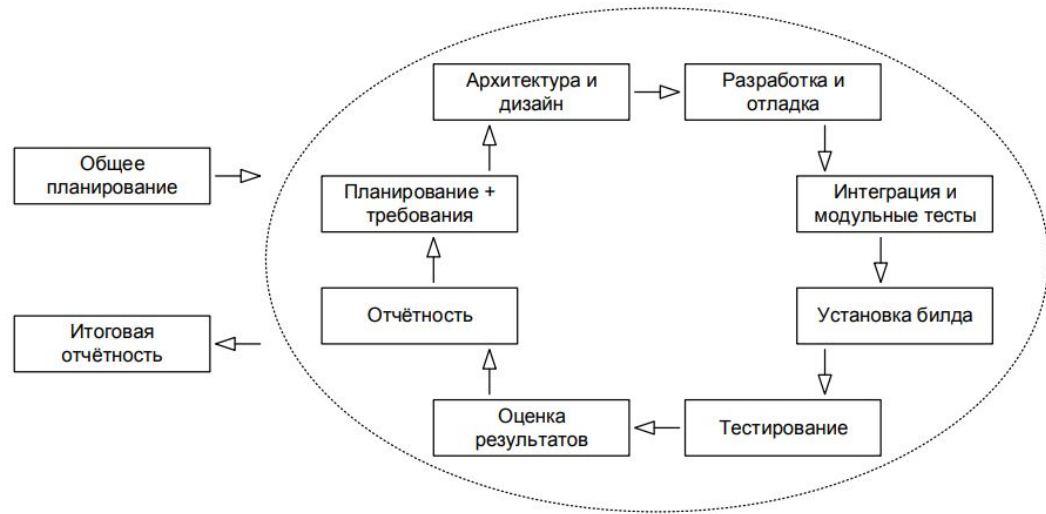 Архитектура и
дизайн
Разработка и
отладка
Общее
планирование
Планирование +
требования
Интеграция и
модульные тесты
Отчётность
Установка билда
Итоговая
отчётность
Оценка
результатов
Тестирование